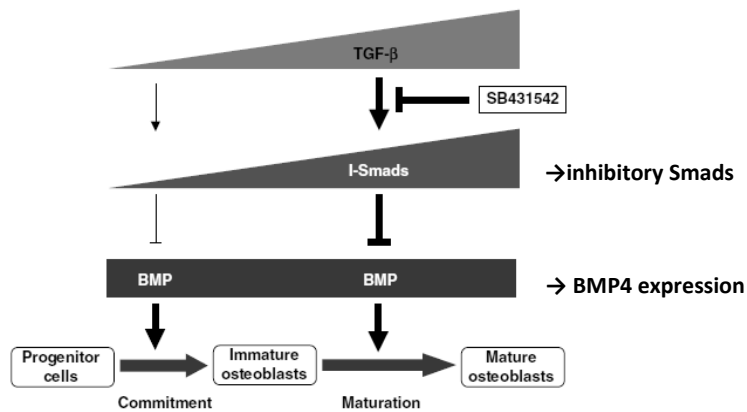 TGF-β
SB431542
I-Smads
→inhibitory Smads
BMP BMP
→ BMP4 expression
Progenitor
cells
Immature
osteoblasts
Mature
osteoblasts
Commitment Maturation